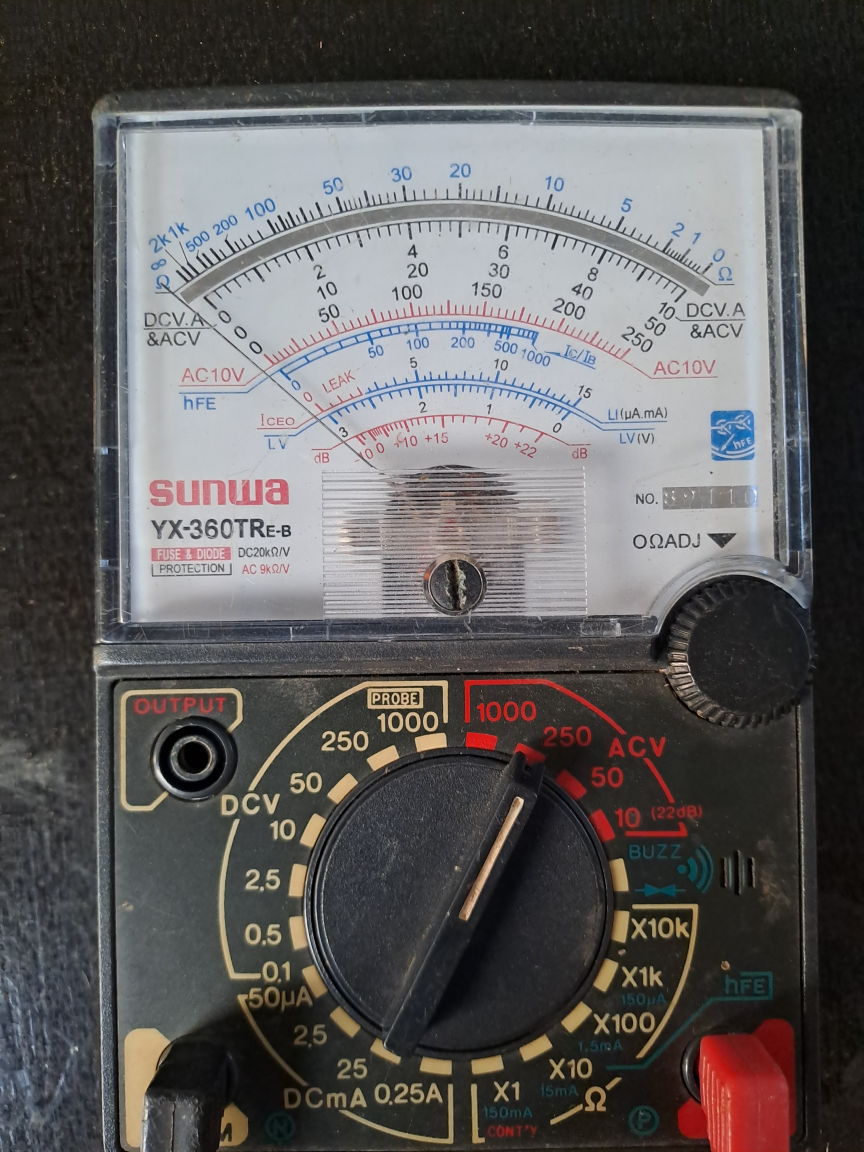 2k 1k 500 200 100 50 30 20 10 5 2 1 0
∞
Ω Ω
0 2 4 6 8 10
0 10 20 30 40 50
0 50 100 150 200 250
DCV.A DCV.A
&ACV &ACV
AC10V AC10V
hFE 0 50 100 200 500 1000 IC/IB
ICEO 0 LEAK 5 10 15 LI(µA.mA)
LV 3 2 1 0 LV(V)
dB -10 0 +10 +15 +20 +22 dB
hFE
sunwa
YX-360TRE-B
FUSE & DIODE DC20kΩ/V
PROTECTION AC 9kΩ/V
NO.
0ΩADJ
OUTPUT
PROBE
1000
250
50
DCV
10
2,5
0.5
0,1
50µA
2,5
25
DCmA 0,25A
1000
250 ACV
50
10 (22dB)
BUZZ
X10k
X1k
150µA
hFE
X100
1.5mA
X10
15mA
Ω
X1
150mA
CONT'Y
M
N
P